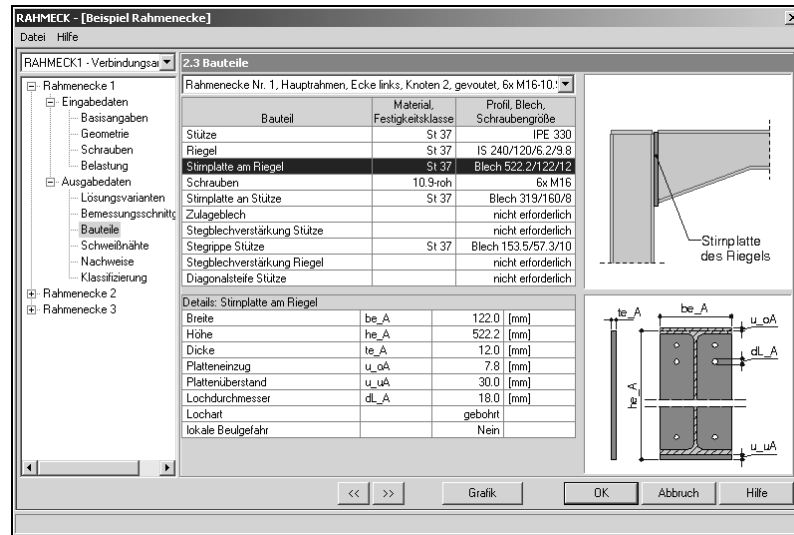 RAHMECK - [Beispiel Rahmenecke]
Datei Hilfe
RAHMECK1 - Verbindungsar
Rahmenecke 1
Eingabedaten
Basisangaben
Geometrie
Schrauben
Belastung
Ausgabedaten
Lösungsvarianten
Bemessungsschnittg
Bauteile
Schweißnähte
Nachweise
Klassifizierung
Rahmenecke 2
Rahmenecke 3
2.3 Bauteile
Rahmenecke Nr. 1, Hauptrahmen, Ecke links, Knoten 2, gevoutet, 6x M16-10.9
Bauteil Material, Festigkeitsklasse Profil, Blech, Schraubengröße
Stütze St 37 IPE 330
Riegel St 37 IS 240/120/6.2/9.8
Stirnplatte am Riegel St 37 Blech 522.2/122/12
Schrauben 10.9-roh 6x M16
Stirnplatte an Stütze St 37 Blech 319/160/8
Zulageblech nicht erforderlich
Stegblechverstärkung Stütze nicht erforderlich
Stegrippe Stütze St 37 Blech 153.5/57.3/10
Stegblechverstärkung Riegel nicht erforderlich
Diagonalsteife Stütze nicht erforderlich
Details: Stirnplatte am Riegel
Breite be_A 122.0 [mm]
Höhe he_A 522.2 [mm]
Dicke te_A 12.0 [mm]
Platteneinzug u_oA 7.8 [mm]
Plattenüberstand u_uA 30.0 [mm]
Lochdurchmesser dL_A 18.0 [mm]
Lochart gebohrt
lokale Beulgefahr Nein
Stirnplatte
des Riegels
te_A be_A u_oA
dL_A
he_A
u_uA
<< >> Grafik OK Abbruch Hilfe